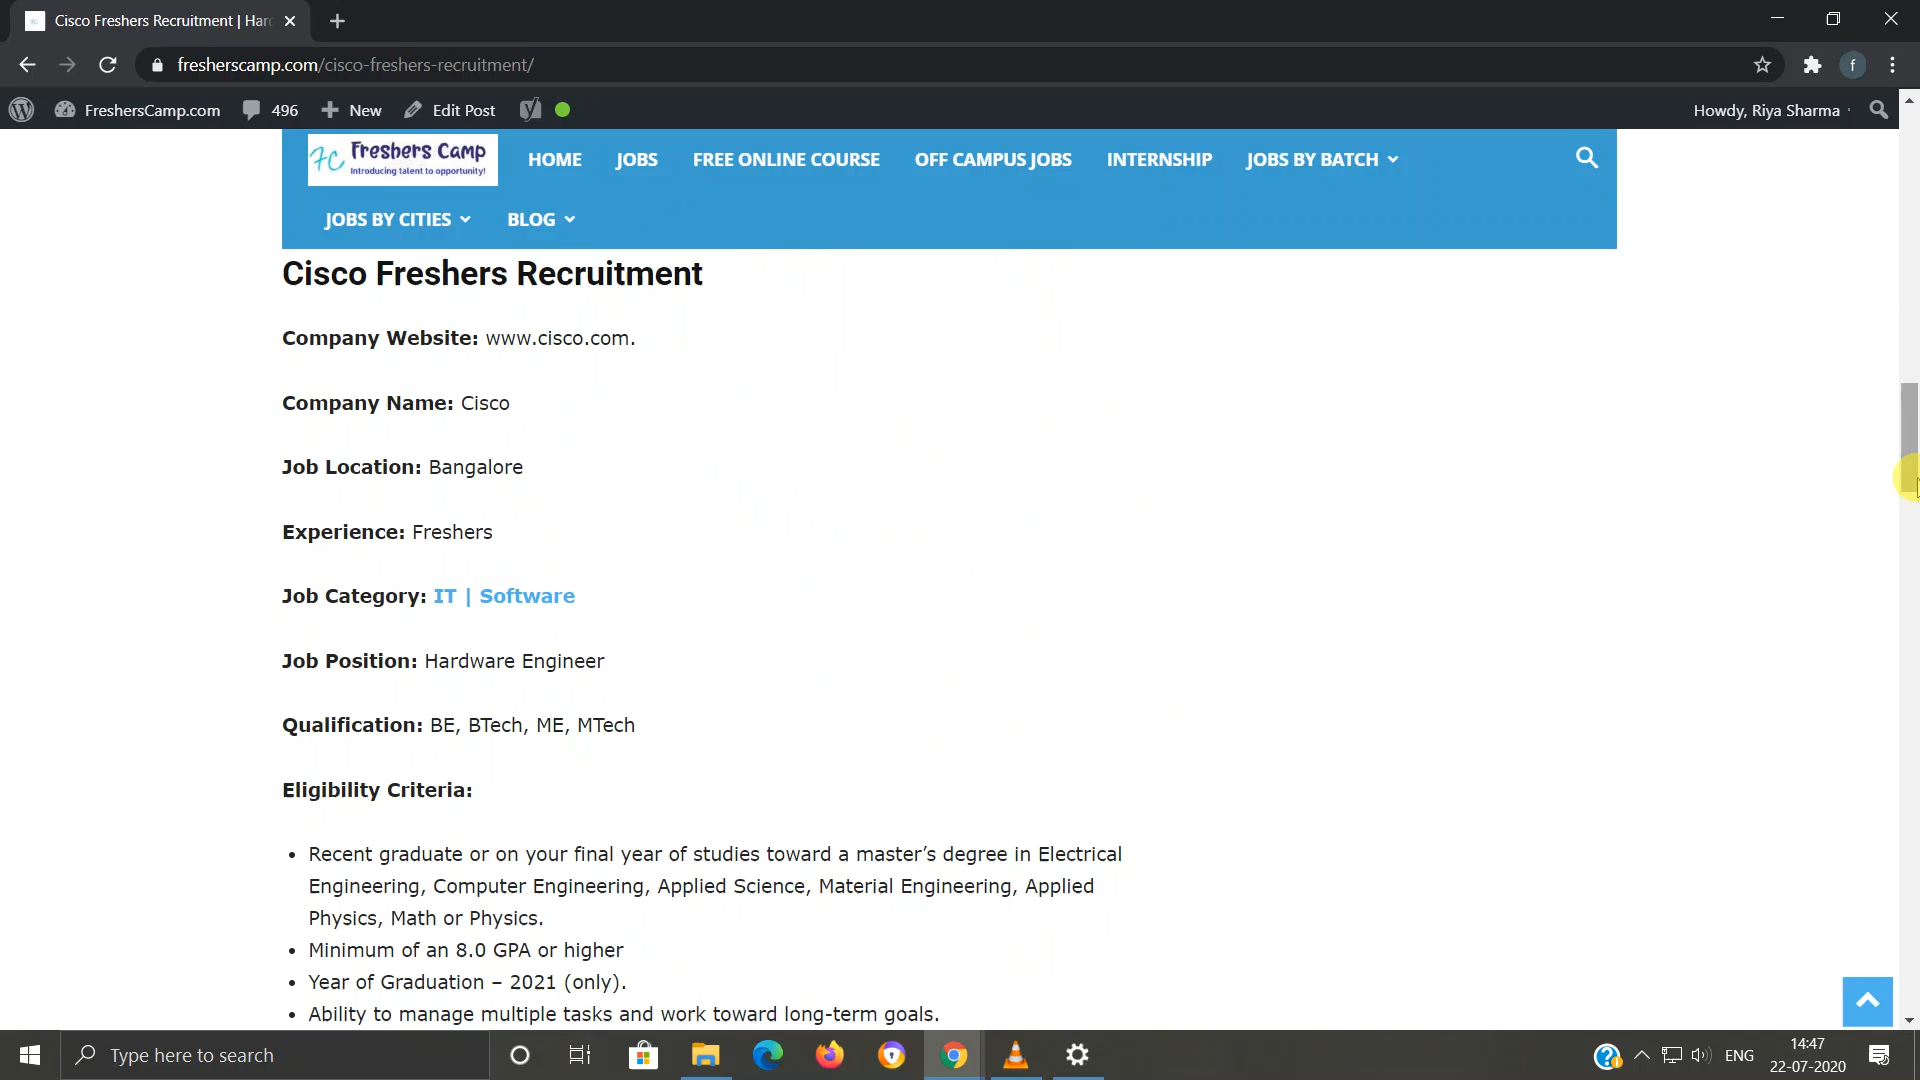 Cisco Freshers Recruitment | Har
fresherscamp.com/cisco-freshers-recruitment/
f
FreshersCamp.com 496 New Edit Post Howdy, Riya Sharma
FC Freshers Camp
Introducing talent to opportunity!
HOME JOBS FREE ONLINE COURSE OFF CAMPUS JOBS INTERNSHIP JOBS BY BATCH
JOBS BY CITIES BLOG
Cisco Freshers Recruitment
Company Website: www.cisco.com.
Company Name: Cisco
Job Location: Bangalore
Experience: Freshers
Job Category: IT | Software
Job Position: Hardware Engineer
Qualification: BE, BTech, ME, MTech
Eligibility Criteria:
• Recent graduate or on your final year of studies toward a master’s degree in Electrical
Engineering, Computer Engineering, Applied Science, Material Engineering, Applied
Physics, Math or Physics.
• Minimum of an 8.0 GPA or higher
• Year of Graduation – 2021 (only).
• Ability to manage multiple tasks and work toward long-term goals.
Type here to search
ENG
14:47
22-07-2020